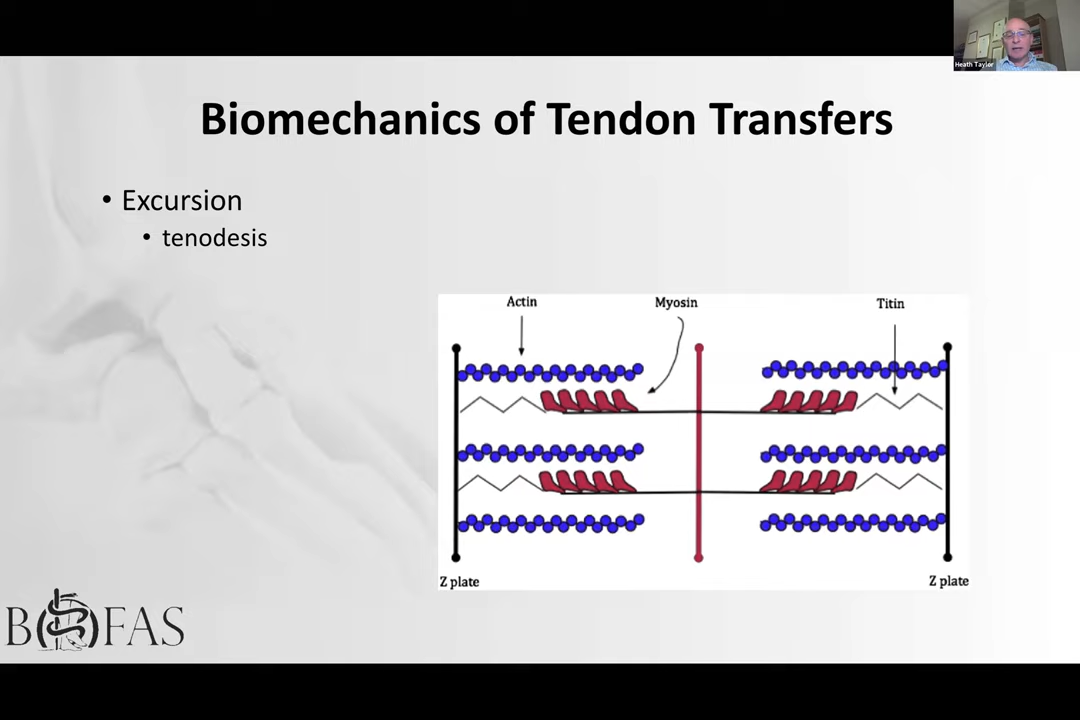 Heath Taylor
Biomechanics of Tendon Transfers
• Excursion
• tenodesis
Actin
Myosin
Titin
Z plate
Z plate
BOFAS